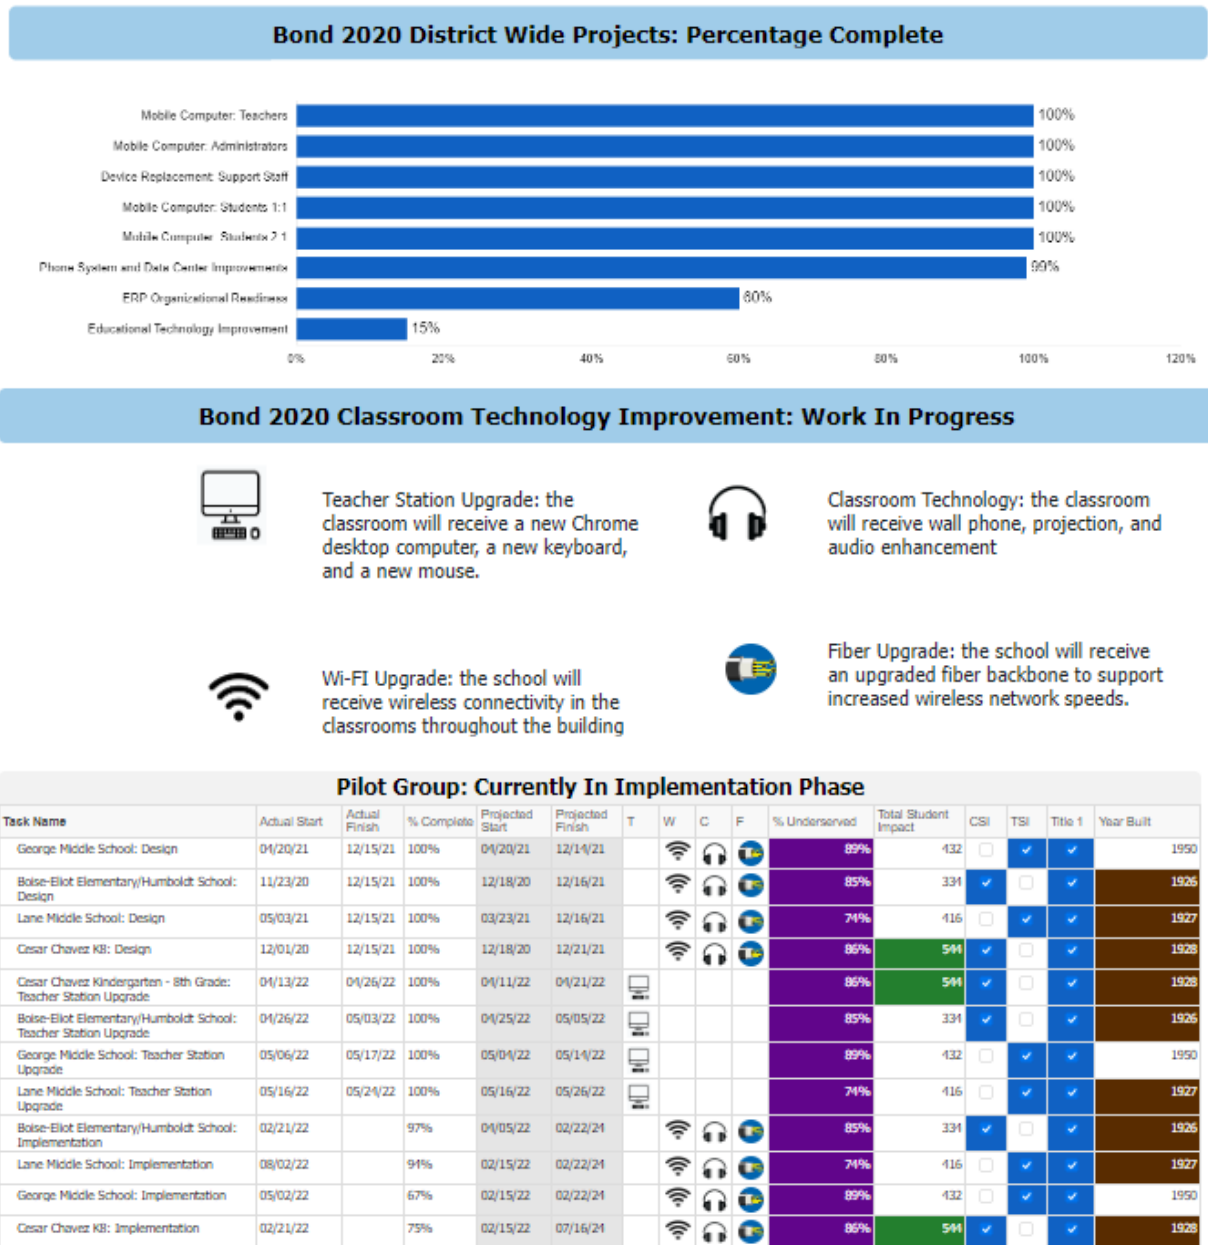 Bond 2020 District Wide Projects: Percentage Complete
Mobile Computer: Teachers 100%
Mobile Computer: Administrators 100%
Device Replacement: Support Staff 100%
Mobile Computer: Students 1:1 100%
Mobile Computer: Students 2:1 100%
Phone System and Data Center Improvements 99%
ERP Organizational Readiness 60%
Educational Technology Improvement 15%
0% 20% 40% 60% 80% 100% 120%
Bond 2020 Classroom Technology Improvement: Work In Progress
Teacher Station Upgrade: the
classroom will receive a new Chrome
desktop computer, a new keyboard,
and a new mouse.
Classroom Technology: the classroom
will receive wall phone, projection, and
audio enhancement
Wi-FI Upgrade: the school will
receive wireless connectivity in the
classrooms throughout the building
Fiber Upgrade: the school will receive
an upgraded fiber backbone to support
increased wireless network speeds.
Pilot Group: Currently In Implementation Phase
Task Name Actual Start Actual Finish % Complete Projected Start Projected Finish T W C F % Underserved Total Student Impact CSI TSI Title 1 Year Built
George Middle School: Design 04/20/21 12/15/21 100% 04/20/21 12/14/21 89% 432 1950
Boise-Eliot Elementary/Humboldt School: Design 11/23/20 12/15/21 100% 12/18/20 12/16/21 85% 334 1926
Lane Middle School: Design 05/03/21 12/15/21 100% 03/23/21 12/16/21 74% 416 1927
Cesar Chavez K8: Design 12/01/20 12/15/21 100% 12/18/20 12/21/21 86% 544 1928
Cesar Chavez Kindergarten - 8th Grade: Teacher Station Upgrade 04/13/22 04/26/22 100% 04/11/22 04/21/22 86% 544 1928
Boise-Eliot Elementary/Humboldt School: Teacher Station Upgrade 04/26/22 05/03/22 100% 04/25/22 05/05/22 85% 334 1926
George Middle School: Teacher Station Upgrade 05/06/22 05/17/22 100% 05/04/22 05/14/22 89% 432 1950
Lane Middle School: Teacher Station Upgrade 05/16/22 05/24/22 100% 05/16/22 05/26/22 74% 416 1927
Boise-Eliot Elementary/Humboldt School: Implementation 02/21/22 97% 04/05/22 02/22/24 85% 334 1926
Lane Middle School: Implementation 08/02/22 94% 02/15/22 02/22/24 74% 416 1927
George Middle School: Implementation 05/02/22 67% 02/15/22 02/22/24 89% 432 1950
Cesar Chavez K8: Implementation 02/21/22 75% 02/15/22 07/16/24 86% 544 1928